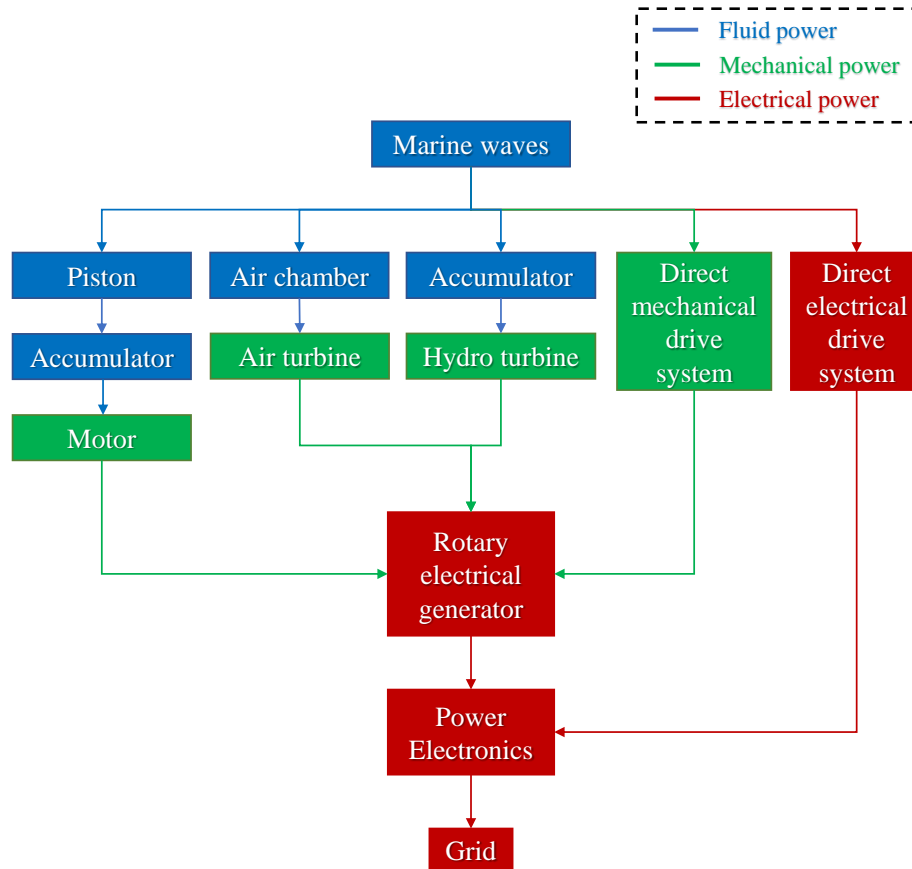 Fluid power
Mechanical power
Electrical power
Marine waves
Piston
Air chamber
Accumulator
Direct
mechanical
drive
system
Direct
electrical
drive
system
Accumulator
Air turbine
Hydro turbine
Motor
Rotary
electrical
generator
Power
Electronics
Grid